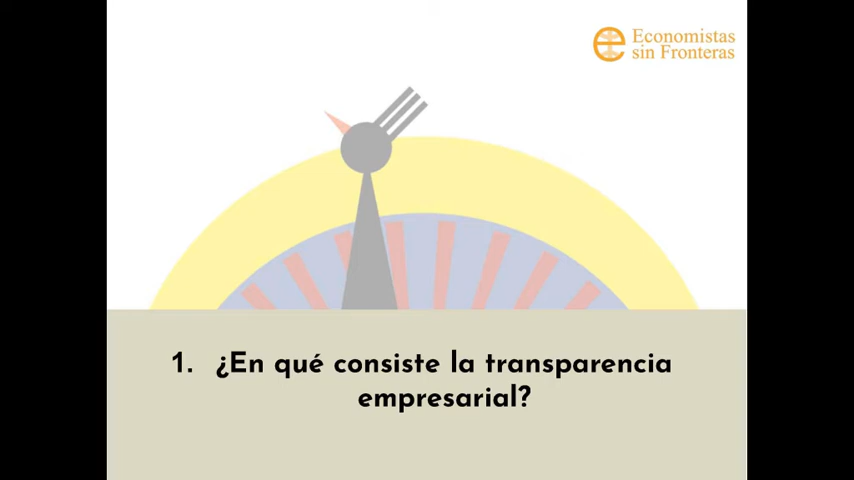 Economistas
sin Fronteras
1. ¿En qué consiste la transparencia
empresarial?